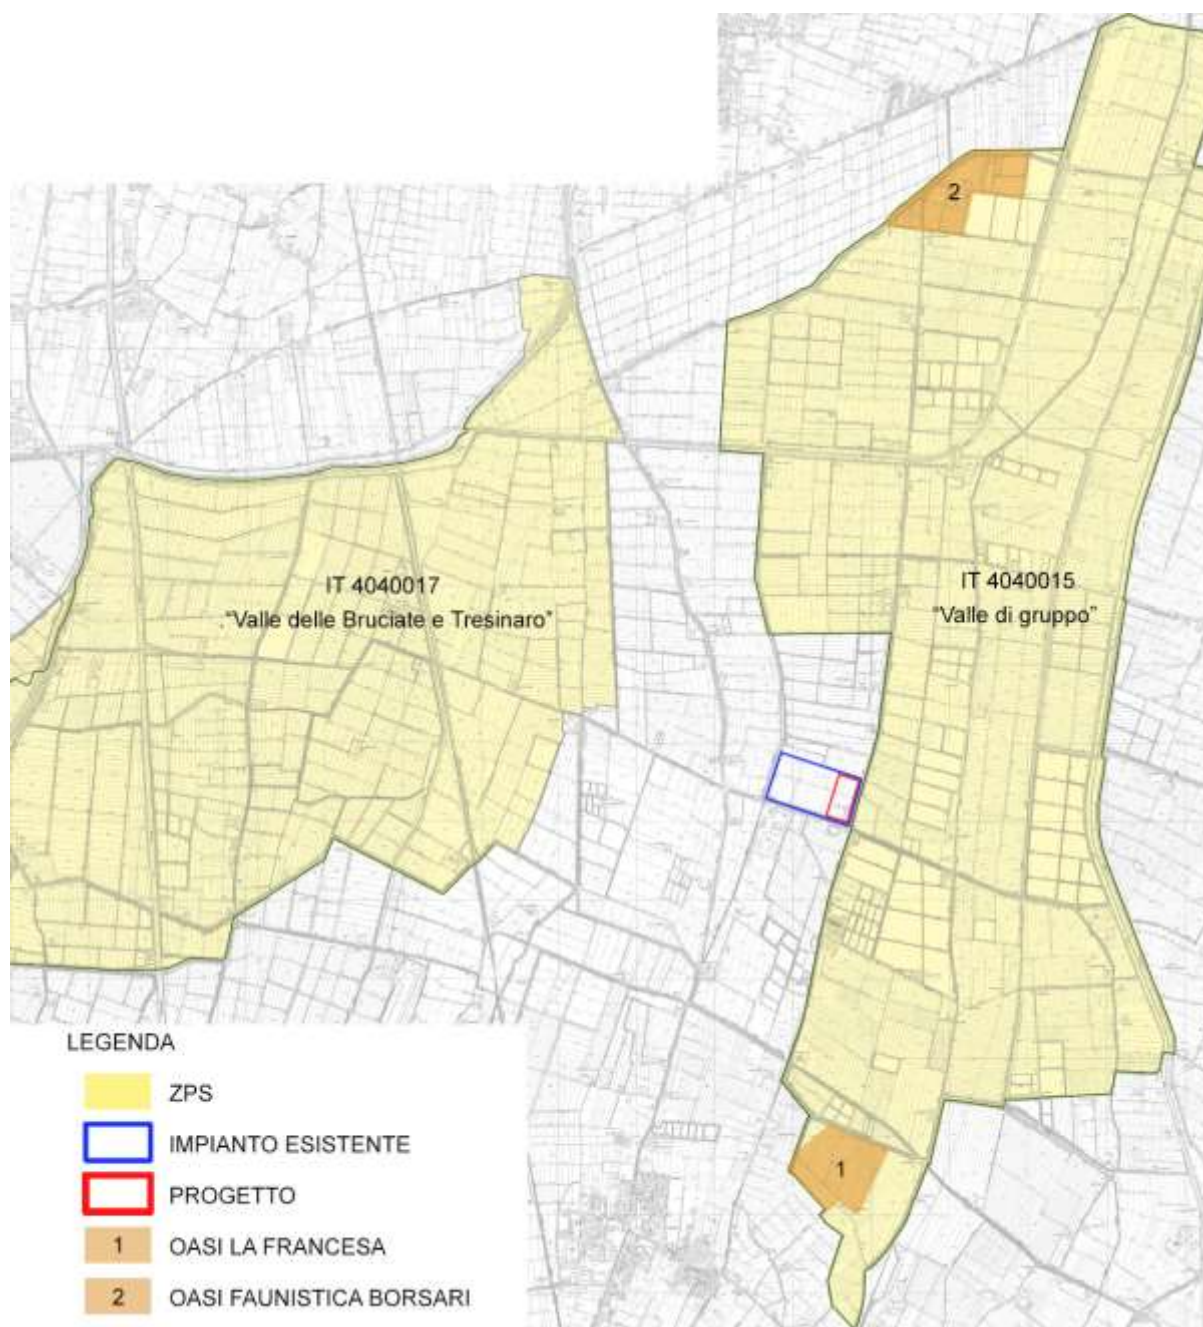 2
IT 4040017
."Valle delle Bruciate e Tresinaro"
IT 4040015
"Valle di gruppo"
1
LEGENDA
ZPS
IMPIANTO ESISTENTE
PROGETTO
1 OASI LA FRANCESA
2 OASI FAUNISTICA BORSARI